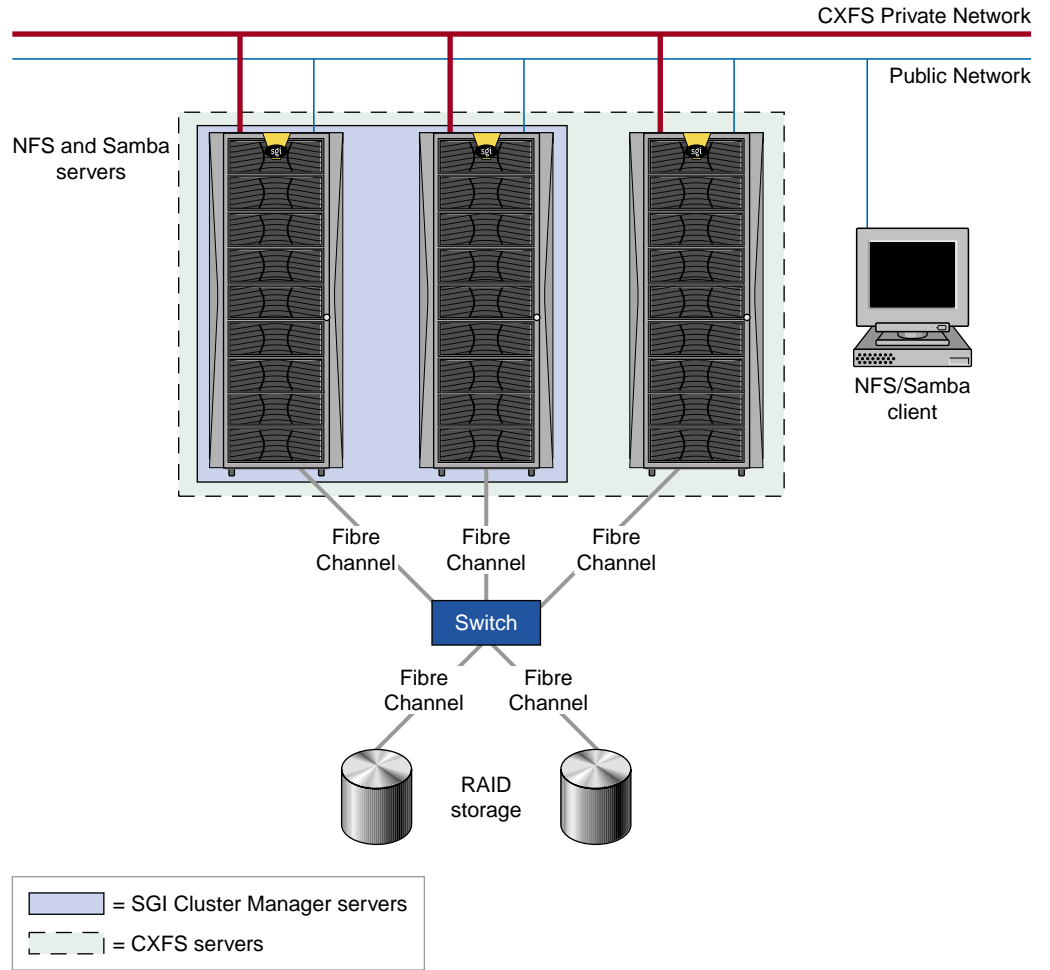 CXFS Private Network
Public Network
NFS and Samba
servers
sgi
sgi
sgi
NFS/Samba
client
Fibre
Channel
Fibre
Channel
Fibre
Channel
Switch
Fibre
Channel
Fibre
Channel
RAID
storage
= SGI Cluster Manager servers
= CXFS servers